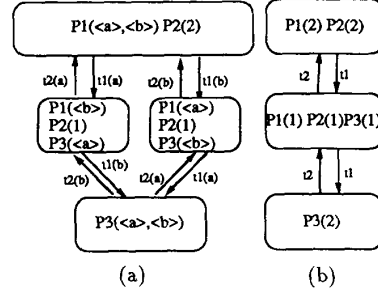 P1(<a>,<b>) P2(2)
P1(2) P2(2)
t2(a) t1(a) t2(b) t1(b)
t2 t1
P1(<b>)
P2(1)
P3(<a>)
P1(<a>)
P2(1)
P3(<b>)
P1(1) P2(1)P3(1)
t2(b) t1(b) t2(a) t1(a)
t2 t1
P3(<a>,<b>)
P3(2)
(a) (b)